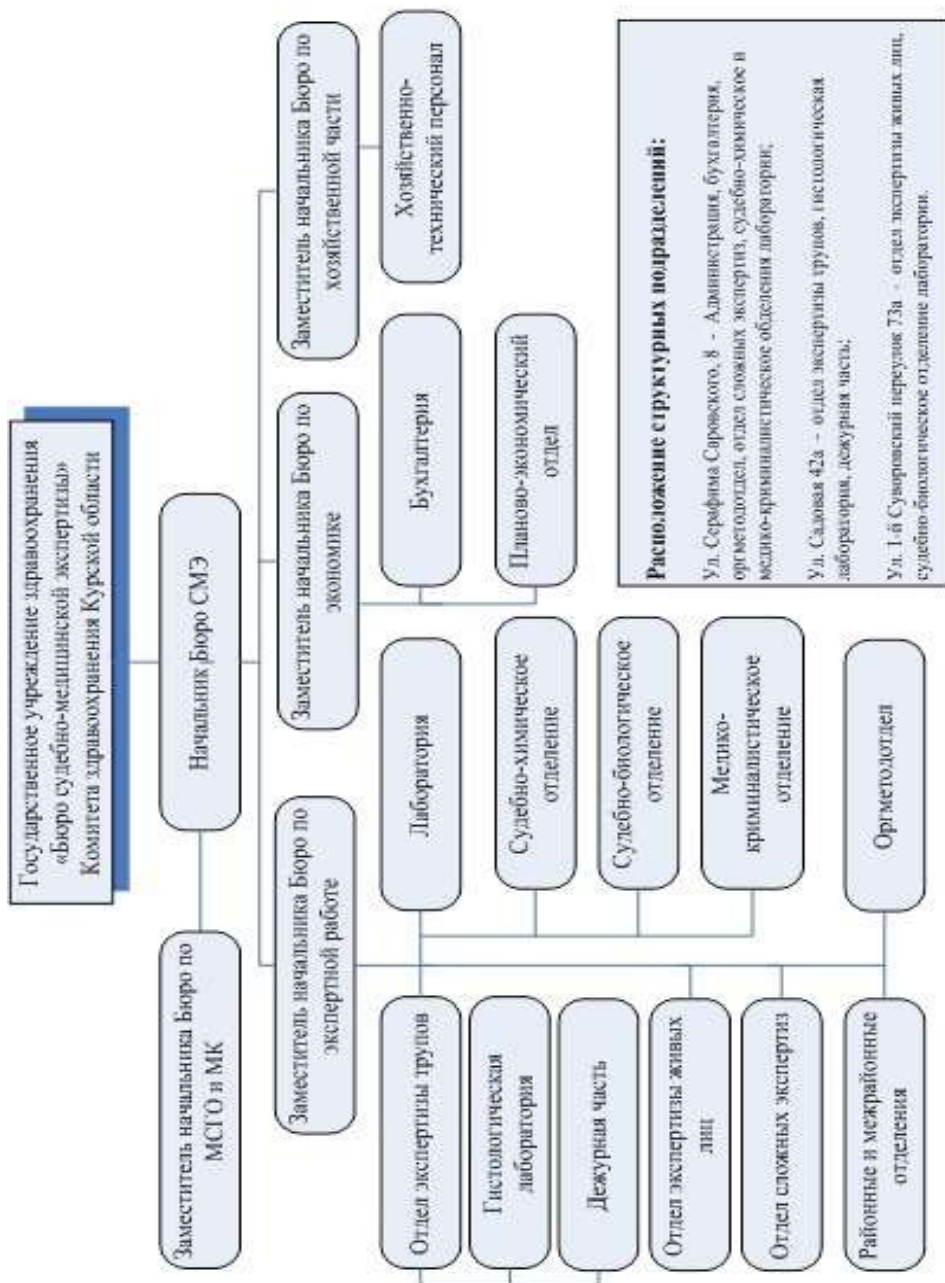 Государственное учреждение здравоохранения
«Бюро судебно-медицинской экспертизы»
Комитета здравоохранения Курской области
Заместитель начальника Бюро по
МСГО и МК
Начальник Бюро СМЭ
Заместитель начальника Бюро по
экспертной работе
Заместитель начальника Бюро по
экономике
Заместитель начальника Бюро по
хозяйственной части
Отдел экспертизы трупов
Лаборатория
Бухгалтерия
Хозяйственно-
технический персонал
Гистологическая
лаборатория
Судебно-химическое
отделение
Планово-экономический
отдел
Дежурная часть
Судебно-биологическое
отделение
Отдел экспертизы живых
лиц
Медико-
криминалистическое
отделение
Отдел сложных экспертиз
Районные и межрайонные
отделения
Оргметодотдел
Расположение структурных подразделений:
Ул. Серафима Саровского, 8 - Администрация, бухгалтерия,
оргметодотдел, отдел сложных экспертиз, судебно-химическое и
медико-криминалистическое обделения лаборатории;
Ул. Садовая 42а - отдел экспертизы трупов, гистологическая
лаборатория, дежурная часть;
Ул. 1-й Суворовский переулок 73а - отдел экспертизы живых лиц,
судебно-биологическое отделение лаборатории.